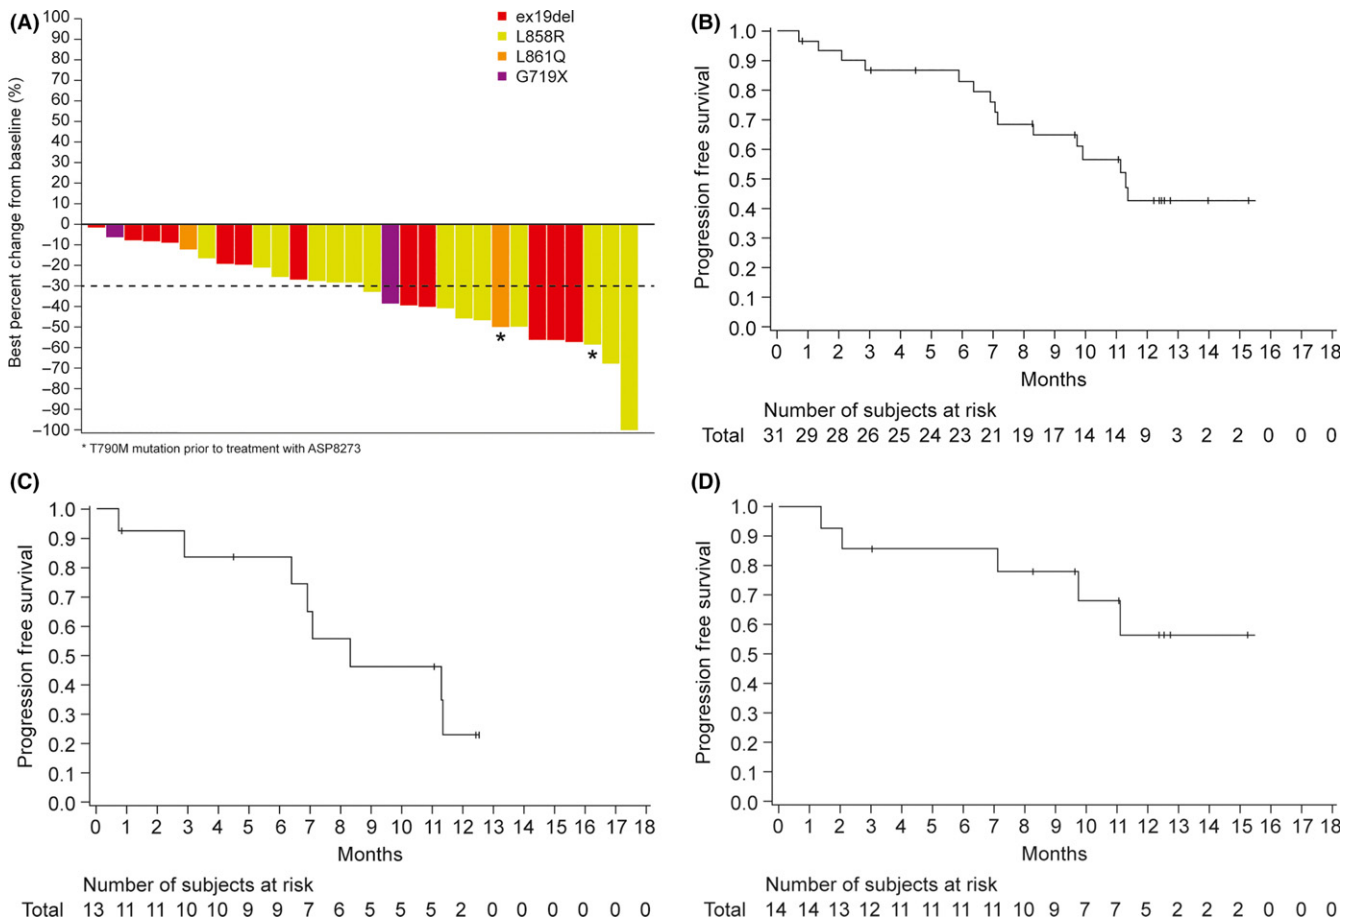 (A)
Best percent change from baseline (%)
100
90
80
70
60
50
40
30
20
10
0
−10
−20
−30
−40
−50
−60
−70
−80
−90
−100
ex19del
L858R
L861Q
G719X
*
*
* T790M mutation prior to treatment with ASP8273
(B)
Progression free survival
1.0
0.9
0.8
0.7
0.6
0.5
0.4
0.3
0.2
0.1
0.0
0 1 2 3 4 5 6 7 8 9 10 11 12 13 14 15 16 17 18
Months
Number of subjects at risk
Total 31 29 28 26 25 24 23 21 19 17 14 14 9 3 2 2 0 0 0
(C)
Progression free survival
1.0
0.9
0.8
0.7
0.6
0.5
0.4
0.3
0.2
0.1
0.0
0 1 2 3 4 5 6 7 8 9 10 11 12 13 14 15 16 17 18
Months
Number of subjects at risk
Total 13 11 11 10 10 9 9 7 6 5 5 5 2 0 0 0 0 0 0
(D)
Progression free survival
1.0
0.9
0.8
0.7
0.6
0.5
0.4
0.3
0.2
0.1
0.0
0 1 2 3 4 5 6 7 8 9 10 11 12 13 14 15 16 17 18
Months
Number of subjects at risk
Total 14 14 13 12 11 11 11 11 10 9 7 7 5 2 2 2 0 0 0